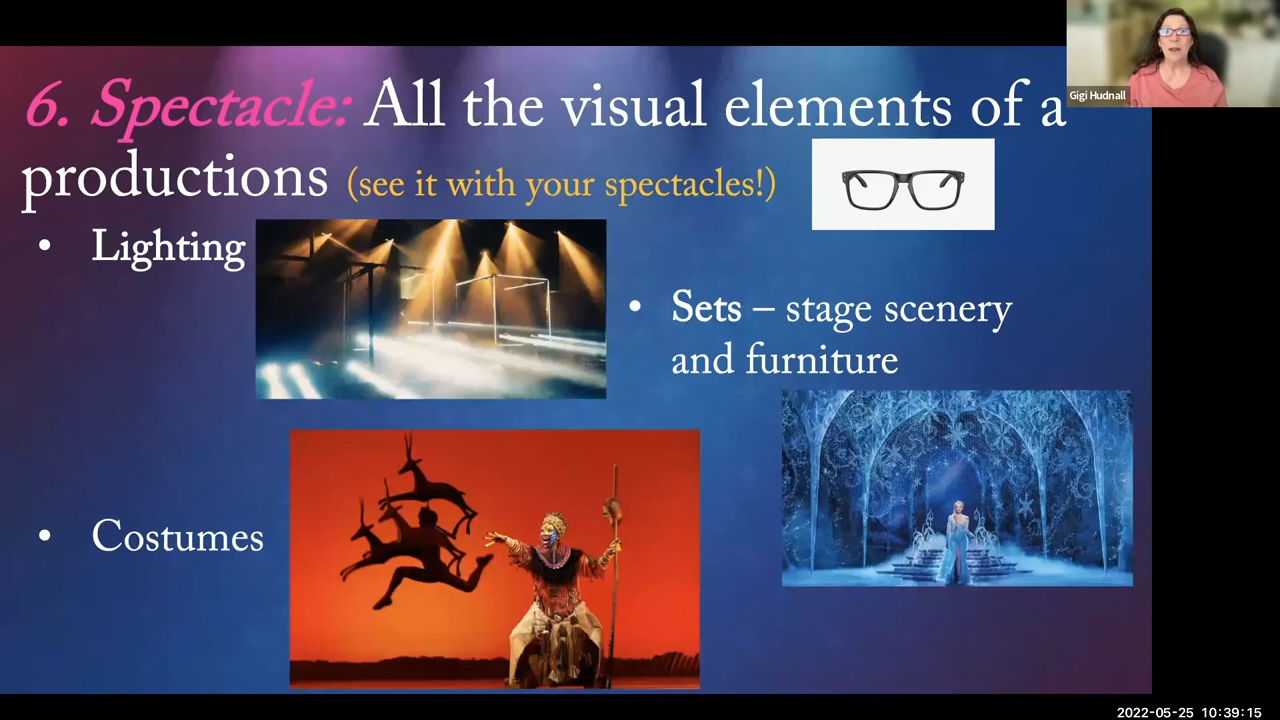 Gigi Hudnall
6. Spectacle: All the visual elements of a
productions (see it with your spectacles!)
• Lighting
• Sets – stage scenery
and furniture
• Costumes
2022-05-25 10:39:15